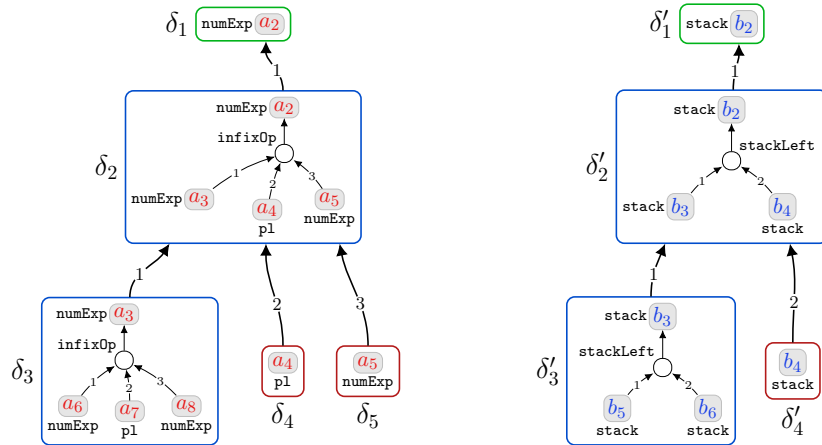 δ₁ numExp a₂
1
numExp a₂
infixOp
δ₂
1 2 3
numExp a₃ a₄ a₅
pl numExp
1 2 3
numExp a₃
infixOp
δ₃
1 2 3
a₆ a₇ a₈
numExp pl numExp
a₄
pl
δ₄
a₅
numExp
δ₅
δ′₁ stack b₂
1
stack b₂
stackLeft
δ′₂
1 2
stack b₃ b₄
stack
1 2
stack b₃
stackLeft
δ′₃
1 2
b₅ b₆
stack stack
b₄
stack
δ′₄